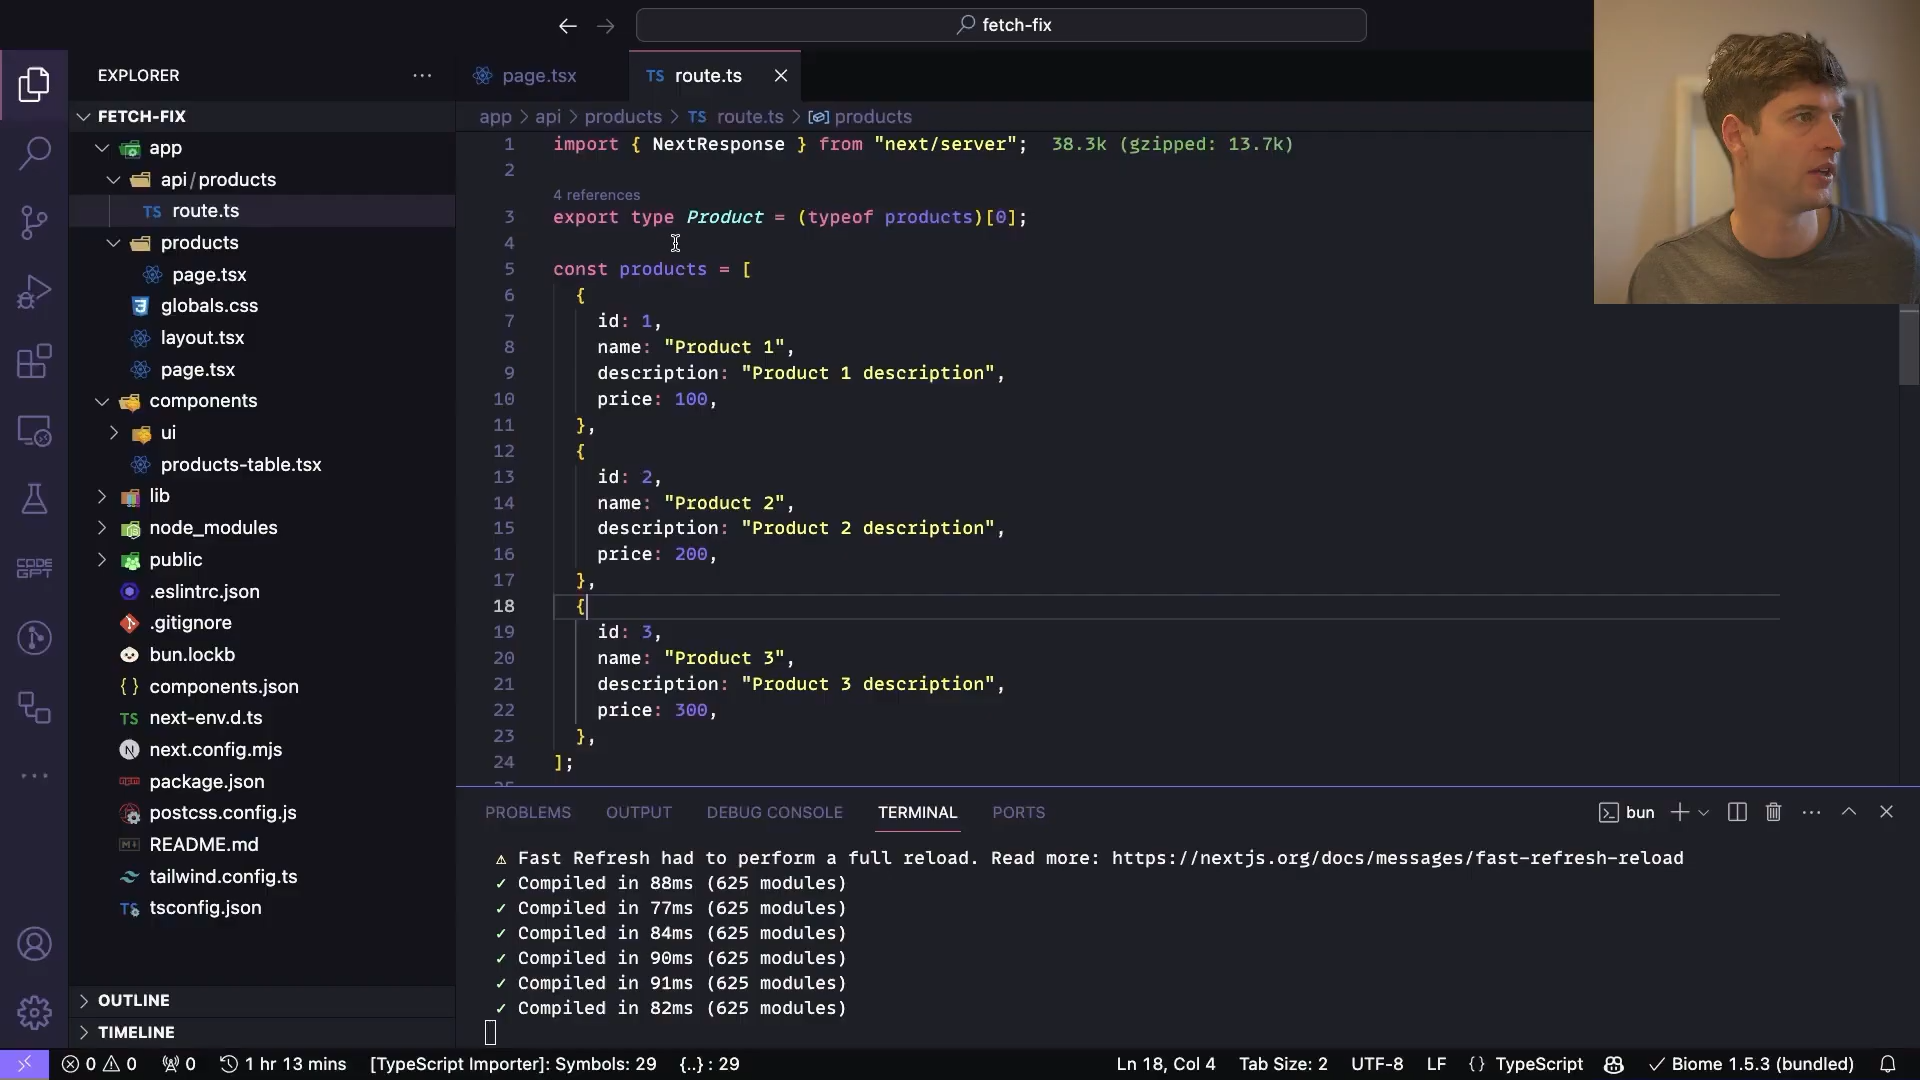 fetch-fix
EXPLORER
page.tsx
TS route.ts
FETCH-FIX
app > api > products > TS route.ts > products
app
api/products
TS route.ts
products
page.tsx
globals.css
layout.tsx
page.tsx
components
ui
products-table.tsx
lib
node_modules
public
.eslintrc.json
.gitignore
bun.lockb
{ } components.json
TS next-env.d.ts
N next.config.mjs
package.json
postcss.config.js
README.md
tailwind.config.ts
TS tsconfig.json
OUTLINE
TIMELINE
CODE GPT
1 import { NextResponse } from "next/server"; 38.3k (gzipped: 13.7k)
2
4 references
3 export type Product = (typeof products)[0];
4
5 const products = [
6 {
7 id: 1,
8 name: "Product 1",
9 description: "Product 1 description",
10 price: 100,
11 },
12 {
13 id: 2,
14 name: "Product 2",
15 description: "Product 2 description",
16 price: 200,
17 },
18 {
19 id: 3,
20 name: "Product 3",
21 description: "Product 3 description",
22 price: 300,
23 },
24 ];
PROBLEMS OUTPUT DEBUG CONSOLE TERMINAL PORTS
bun
⚠ Fast Refresh had to perform a full reload. Read more: https://nextjs.org/docs/messages/fast-refresh-reload
✓ Compiled in 88ms (625 modules)
✓ Compiled in 77ms (625 modules)
✓ Compiled in 84ms (625 modules)
✓ Compiled in 90ms (625 modules)
✓ Compiled in 91ms (625 modules)
✓ Compiled in 82ms (625 modules)
0 0 0 1 hr 13 mins [TypeScript Importer]: Symbols: 29 {..} : 29 Ln 18, Col 4 Tab Size: 2 UTF-8 LF {} TypeScript ✓ Biome 1.5.3 (bundled)